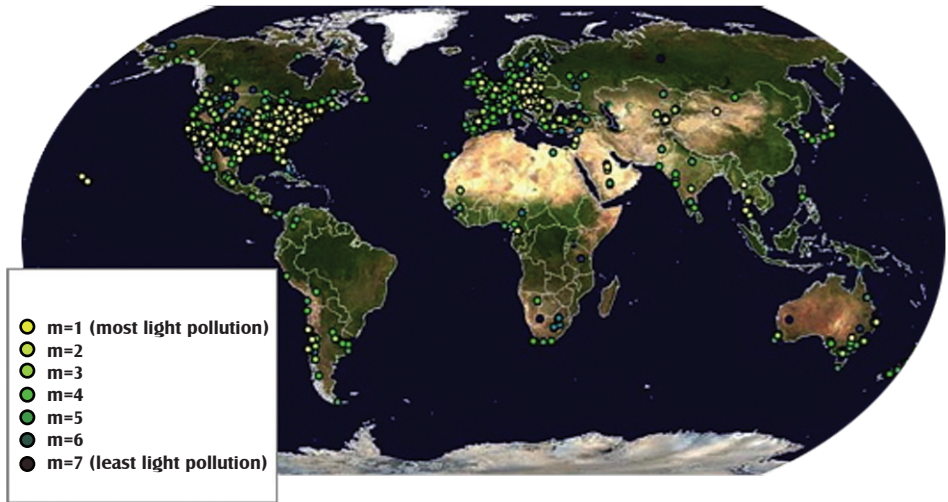 m=1 (most light pollution)
m=2
m=3
m=4
m=5
m=6
m=7 (least light pollution)